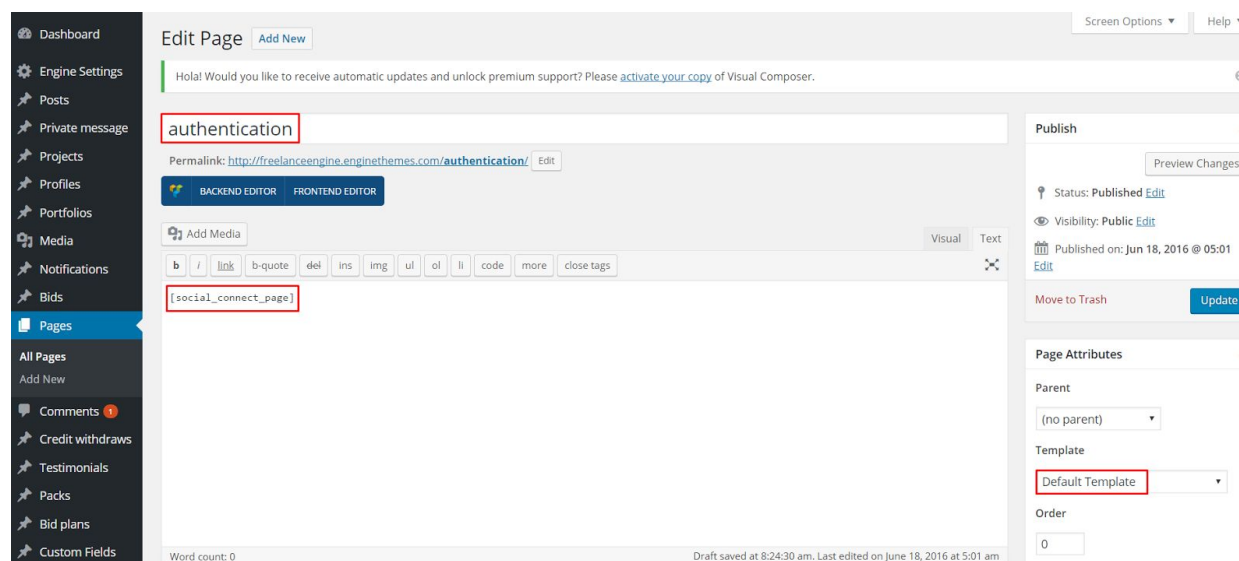 Dashboard
Engine Settings
Posts
Private message
Projects
Profiles
Portfolios
Media
Notifications
Bids
Pages
All Pages
Add New
Comments 1
Credit withdraws
Testimonials
Packs
Bid plans
Custom Fields
Screen Options Help
Edit Page Add New
Hola! Would you like to receive automatic updates and unlock premium support? Please activate your copy of Visual Composer.
authentication
Permalink: http://freelanceengine.enginethemes.com/authentication/ Edit
BACKEND EDITOR FRONTEND EDITOR
Add Media
Visual Text
b i link b-quote del ins img ul ol li code more close tags
[social_connect_page]
Word count: 0 Draft saved at 8:24:30 am. Last edited on June 18, 2016 at 5:01 am
Publish
Preview Changes
Status: Published Edit
Visibility: Public Edit
Published on: Jun 18, 2016 @ 05:01
Edit
Move to Trash Update
Page Attributes
Parent
(no parent)
Template
Default Template
Order
0